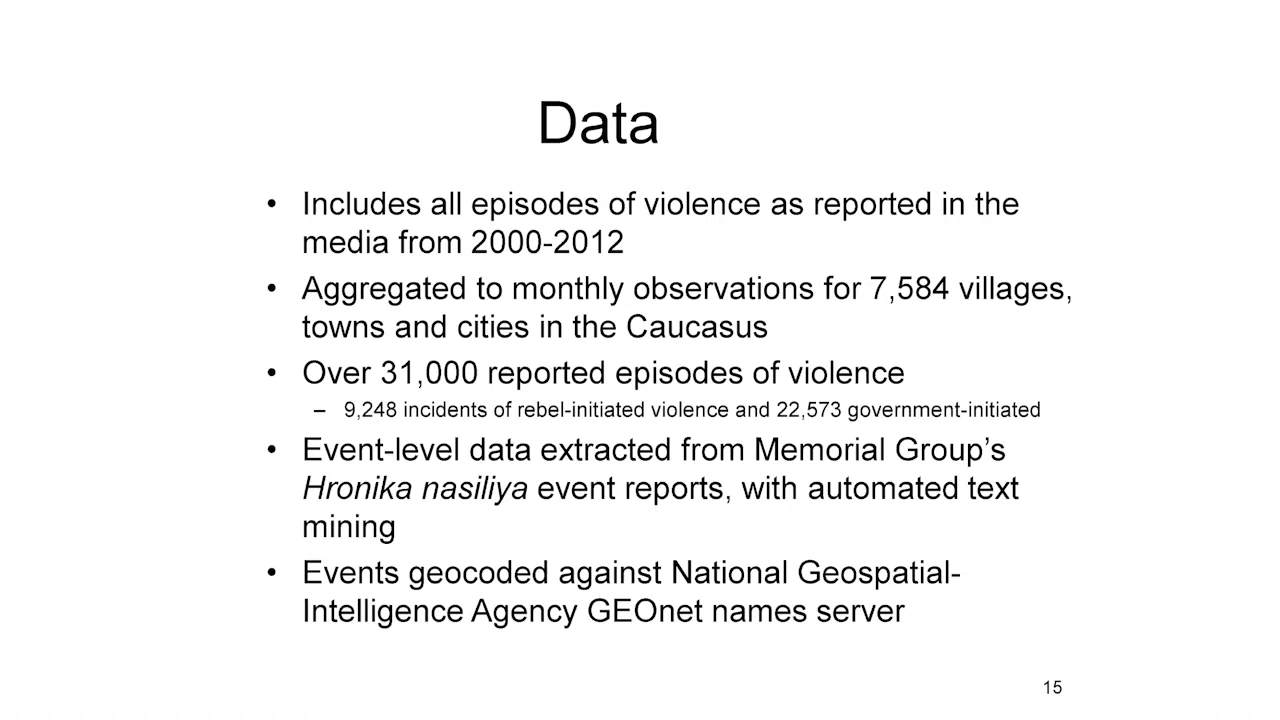 Data
• Includes all episodes of violence as reported in the
media from 2000-2012
• Aggregated to monthly observations for 7,584 villages,
towns and cities in the Caucasus
• Over 31,000 reported episodes of violence
– 9,248 incidents of rebel-initiated violence and 22,573 government-initiated
• Event-level data extracted from Memorial Group’s
Hronika nasiliya event reports, with automated text
mining
• Events geocoded against National Geospatial-
Intelligence Agency GEOnet names server
15